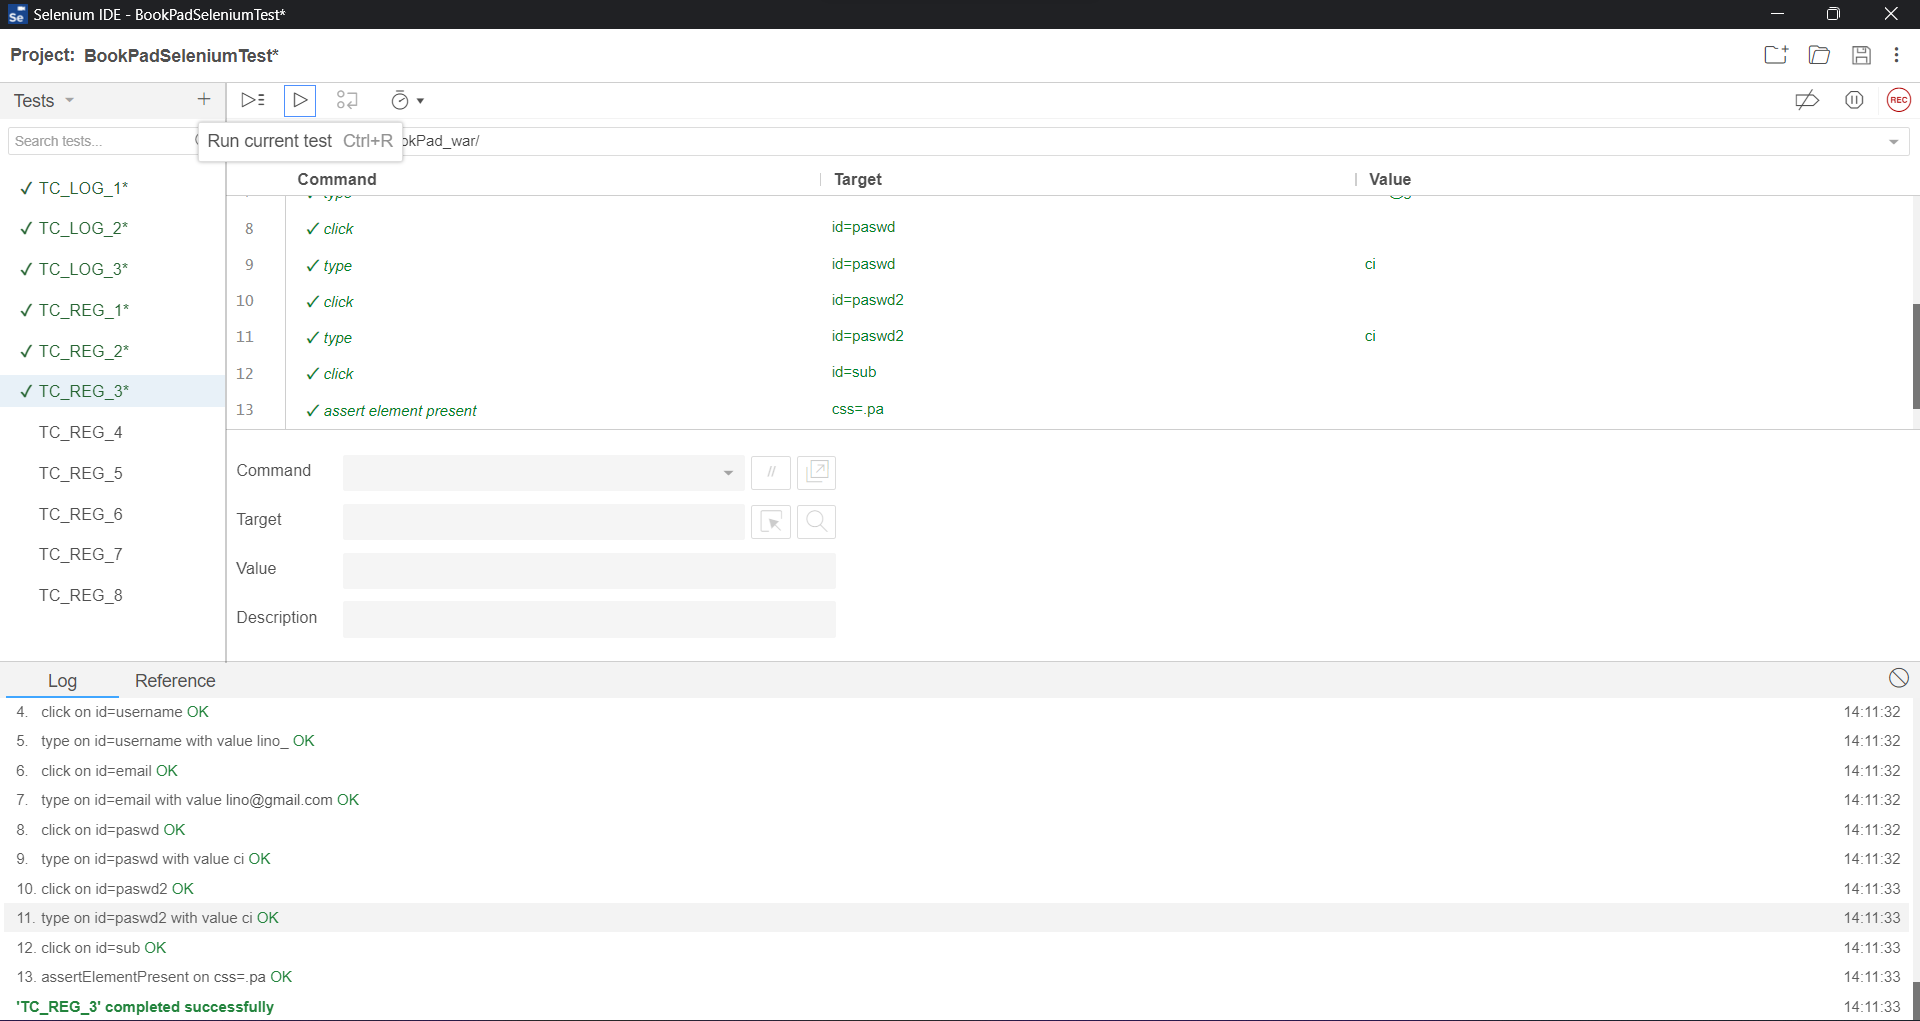 Selenium IDE - BookPadSeleniumTest*
Project: BookPadSeleniumTest*
Tests
REC
Search tests...
Run current test Ctrl+R
okPad_war/
Command Target Value
✓ TC_LOG_1*
✓ TC_LOG_2*
✓ TC_LOG_3*
✓ TC_REG_1*
✓ TC_REG_2*
✓ TC_REG_3*
TC_REG_4
TC_REG_5
TC_REG_6
TC_REG_7
TC_REG_8
✓ type
8 ✓ click id=paswd
9 ✓ type id=paswd ci
10 ✓ click id=paswd2
11 ✓ type id=paswd2 ci
12 ✓ click id=sub
13 ✓ assert element present css=.pa
Command //
Target
Value
Description
Log Reference
4. click on id=username OK 14:11:32
5. type on id=username with value lino_ OK 14:11:32
6. click on id=email OK 14:11:32
7. type on id=email with value lino@gmail.com OK 14:11:32
8. click on id=paswd OK 14:11:32
9. type on id=paswd with value ci OK 14:11:32
10. click on id=paswd2 OK 14:11:33
11. type on id=paswd2 with value ci OK 14:11:33
12. click on id=sub OK 14:11:33
13. assertElementPresent on css=.pa OK 14:11:33
'TC_REG_3' completed successfully 14:11:33